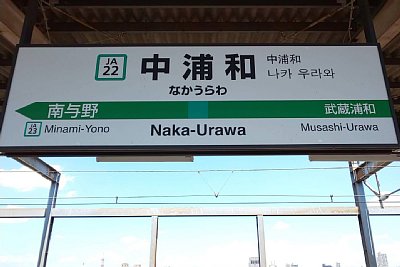 JA
22
中浦和
なかうらわ
中浦和
나카 우라와
南与野
武蔵浦和
JA
23
Minami-Yono
Naka-Urawa
Musashi-Urawa